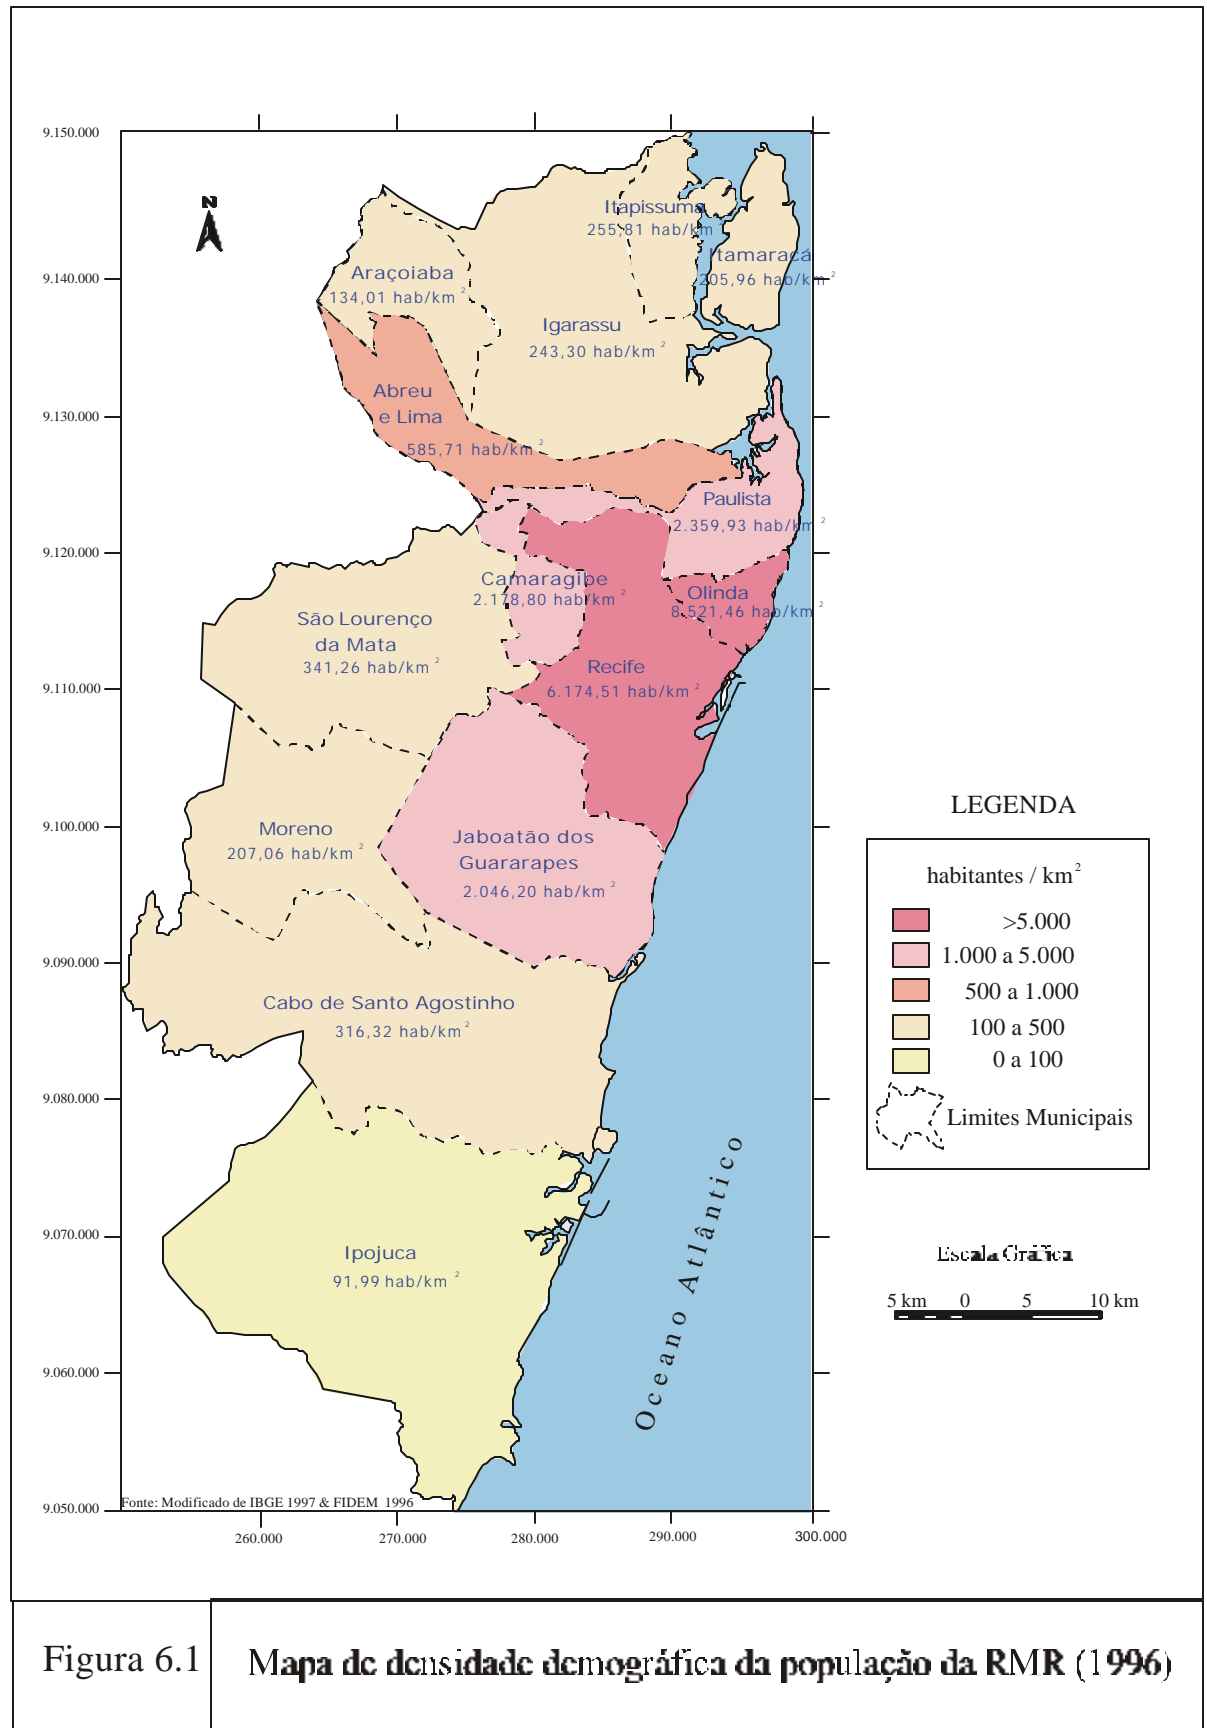 9.150.000
9.140.000
9.130.000
9.120.000
9.110.000
9.100.000
9.090.000
9.080.000
9.070.000
9.060.000
9.050.000
N
Itapissuma
255,81 hab/km 2
Itamaracá
205,96 hab/km 2
Araçoiaba
134,01 hab/km 2
Igarassu
243,30 hab/km 2
Abreu
e Lima
585,71 hab/km 2
Paulista
2.359,93 hab/km 2
Camaragibe
2.178,80 hab/km 2
Olinda
8.521,46 hab/km 2
São Lourenço
da Mata
341,26 hab/km 2
Recife
6.174,51 hab/km 2
Moreno
207,06 hab/km 2
Jaboatão dos
Guararapes
2.046,20 hab/km 2
Cabo de Santo Agostinho
316,32 hab/km 2
Ipojuca
91,99 hab/km 2
Oceano Atlântico
Fonte: Modificado de IBGE 1997 & FIDEM 1996
260.000
270.000
280.000
290.000
300.000
LEGENDA
habitantes / km 2
>5.000
1.000 a 5.000
500 a 1.000
100 a 500
0 a 100
Limites Municipais
Escala Gráfica
5 km 0 5 10 km
Figura 6.1
Mapa de densidade demográfica da população da RMR (1996)